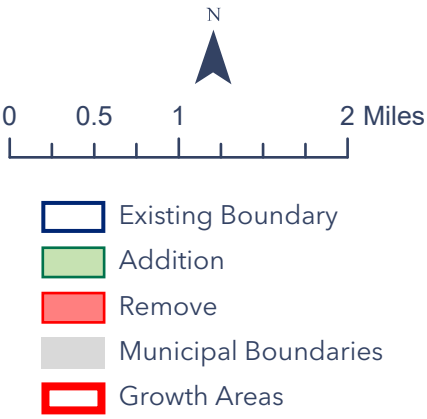 N
0 0.5 1 2 Miles
Existing Boundary
Addition
Remove
Municipal Boundaries
Growth Areas